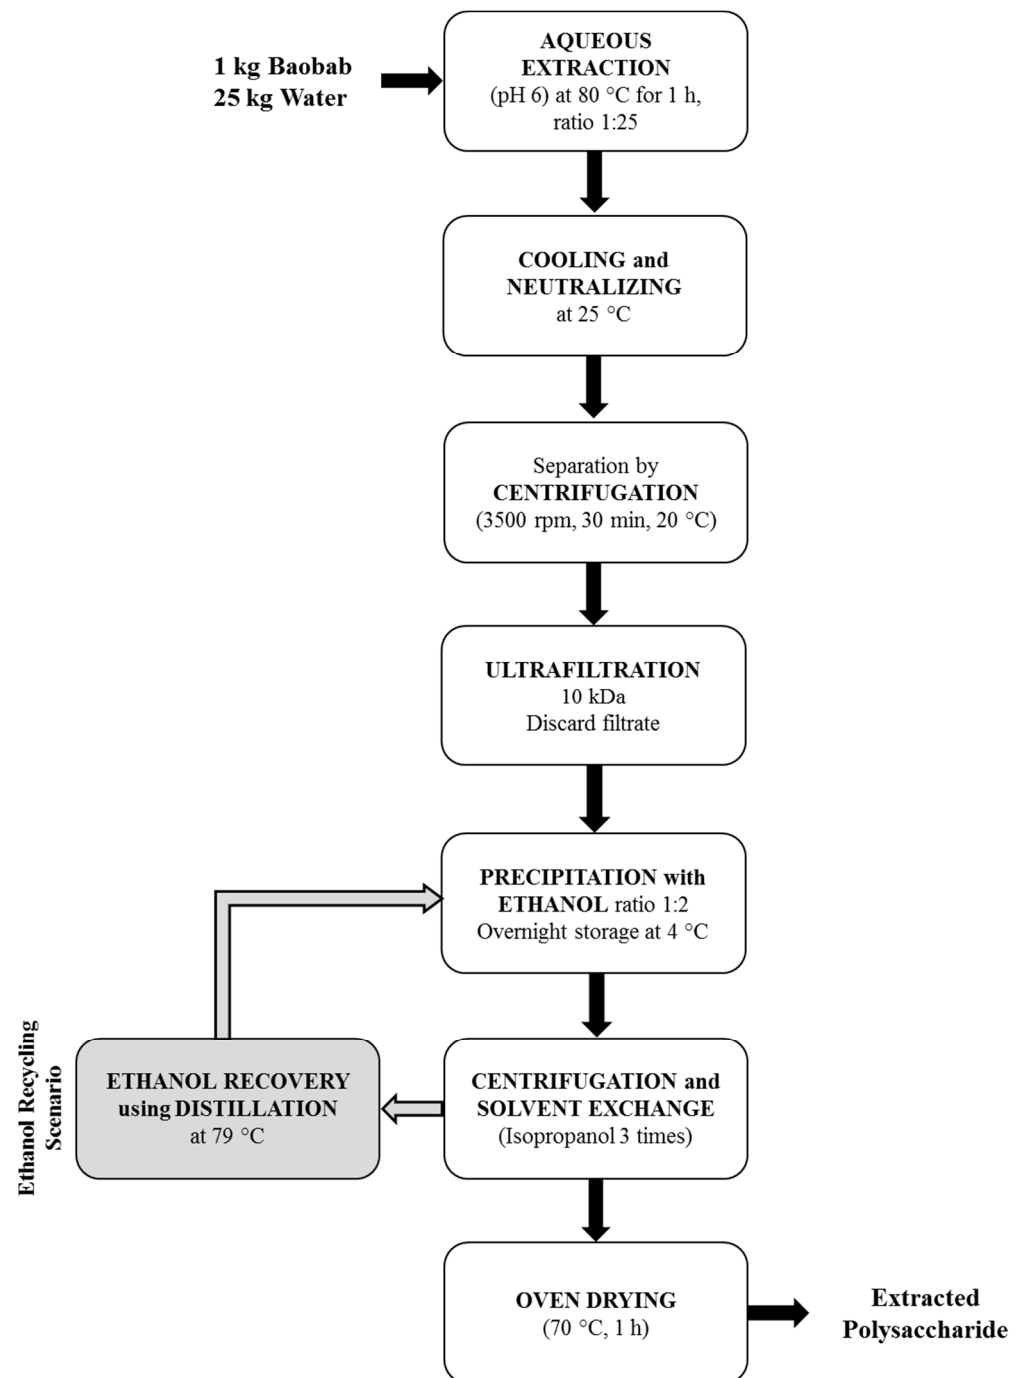 1 kg Baobab
25 kg Water
AQUEOUS
EXTRACTION
(pH 6) at 80 °C for 1 h,
ratio 1:25
COOLING and
NEUTRALIZING
at 25 °C
Separation by
CENTRIFUGATION
(3500 rpm, 30 min, 20 °C)
ULTRAFILTRATION
10 kDa
Discard filtrate
PRECIPITATION with
ETHANOL ratio 1:2
Overnight storage at 4 °C
Ethanol Recycling
Scenario
ETHANOL RECOVERY
using DISTILLATION
at 79 °C
CENTRIFUGATION and
SOLVENT EXCHANGE
(Isopropanol 3 times)
OVEN DRYING
(70 °C, 1 h)
Extracted
Polysaccharide